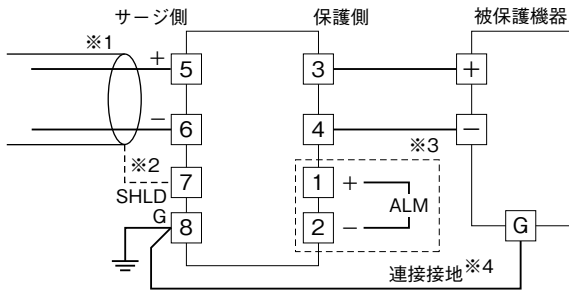 サージ側 保護側 被保護機器
※1
+ 5 3 +
− 6 4 −
※3
※2 7 1 +
SHLD ALM
G 8 2 − G
連接接地※4